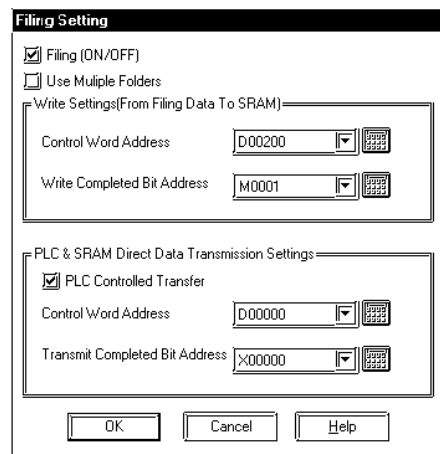 Filing Setting
Filing (ON/OFF)
Use Muliple Folders
Write Settings(From Filing Data To SRAM)
Control Word Address D00200
Write Completed Bit Address M0001
PLC & SRAM Direct Data Transmission Settings
PLC Controlled Transfer
Control Word Address D00000
Transmit Completed Bit Address X00000
OK Cancel Help